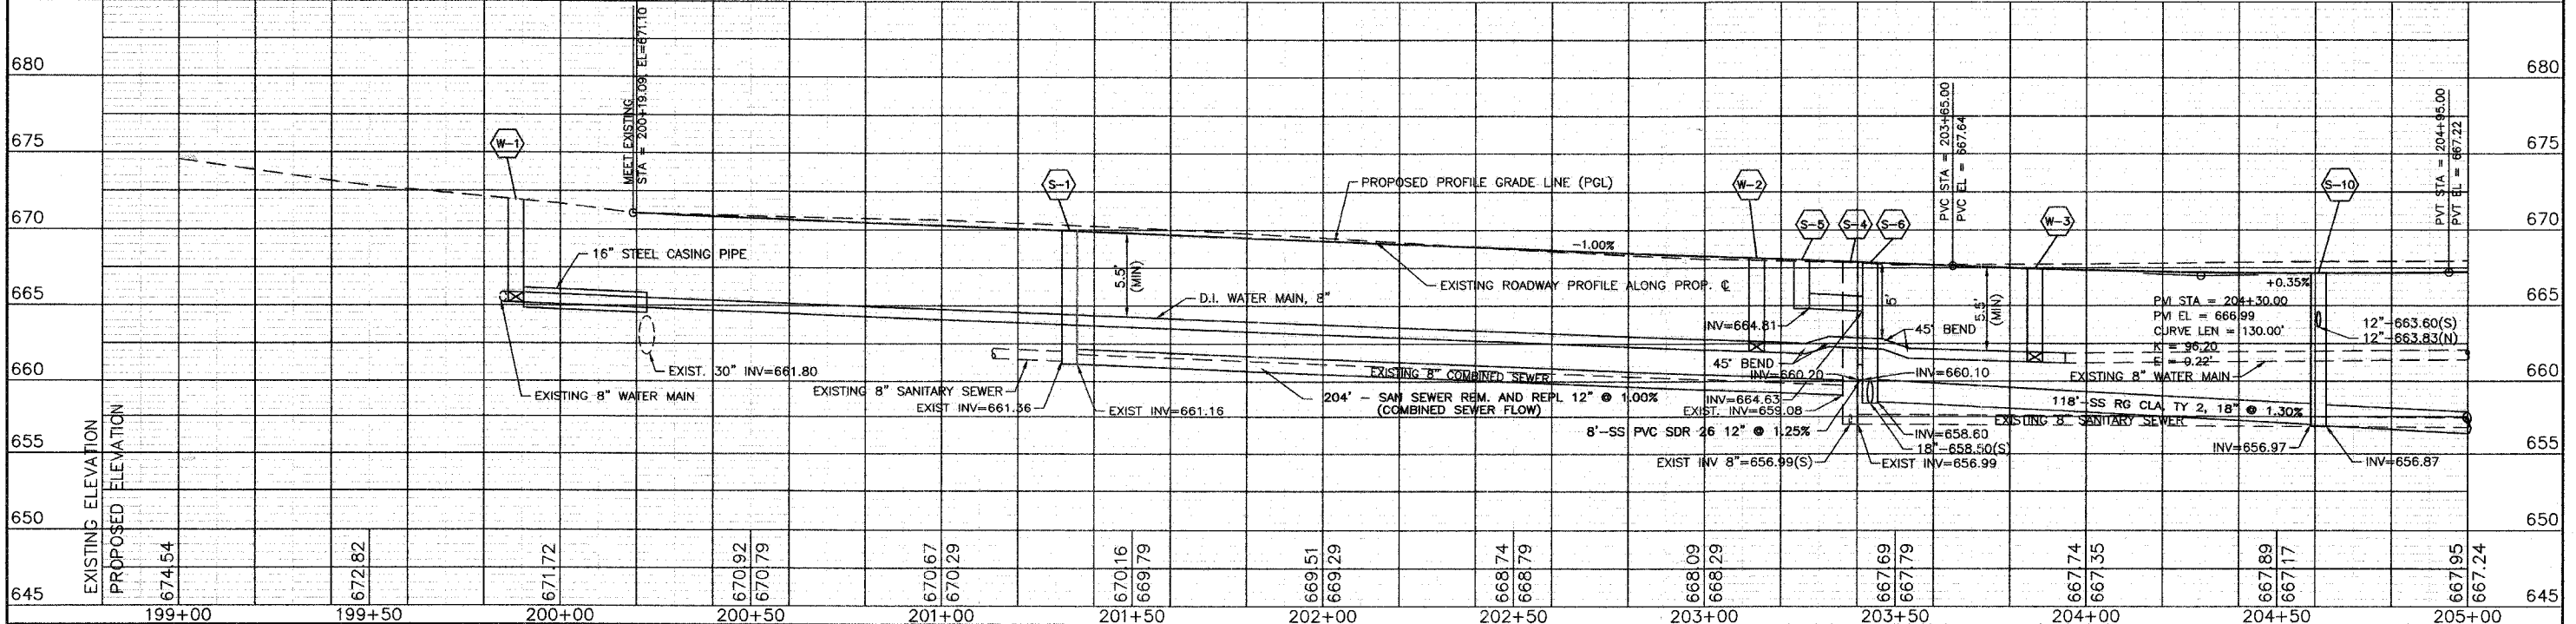 680
675
670
665
660
655
650
645
680
675
670
665
660
655
650
645
EXISTING ELEVATION
PROPOSED ELEVATION
MEET EXISTING
STA = 200+19.09, EL=671.10
W-1
S-1
W-2
S-5
S-4
S-6
W-3
S-10
PVC STA = 203+65.00
PVC EL = 667.64
PVT STA = 204+95.00
PVT EL = 667.22
PROPOSED PROFILE GRADE LINE (PGL)
-1.00%
EXISTING ROADWAY PROFILE ALONG PROP. ℄
16" STEEL CASING PIPE
5.5'
(MIN)
D.I. WATER MAIN, 8"
EXIST. 30" INV=661.80
EXISTING 8" WATER MAIN
EXISTING 8" SANITARY SEWER
EXIST INV=661.36
EXIST INV=661.16
EXISTING 8" COMBINED SEWER
204' - SAN SEWER REM. AND REPL 12" @ 1.00%
(COMBINED SEWER FLOW)
INV=664.81
5'
45° BEND
45° BEND
5.5'
(MIN)
INV=660.20
INV=660.10
INV=664.63
EXIST. INV=659.08
8'-SS PVC SDR 26 12" @ 1.25%
EXIST INV 8"=656.99(S)
EXIST INV=656.99
INV=658.60
18"-658.50(S)
+0.35%
PVI STA = 204+30.00
PVI EL = 666.99
CURVE LEN = 130.00'
K = 96.20
E = 0.22'
EXISTING 8" WATER MAIN
12"-663.60(S)
12"-663.83(N)
118'-SS RG CLA, TY 2, 18" @ 1.30%
EXISTING 8" SANITARY SEWER
INV=656.97
INV=656.87
674.54
672.82
671.72
670.92
670.79
670.67
670.29
670.16
669.79
669.51
669.29
668.74
668.79
668.09
668.29
667.69
667.79
667.74
667.35
667.89
667.17
667.95
667.24
199+00
199+50
200+00
200+50
201+00
201+50
202+00
202+50
203+00
203+50
204+00
204+50
205+00